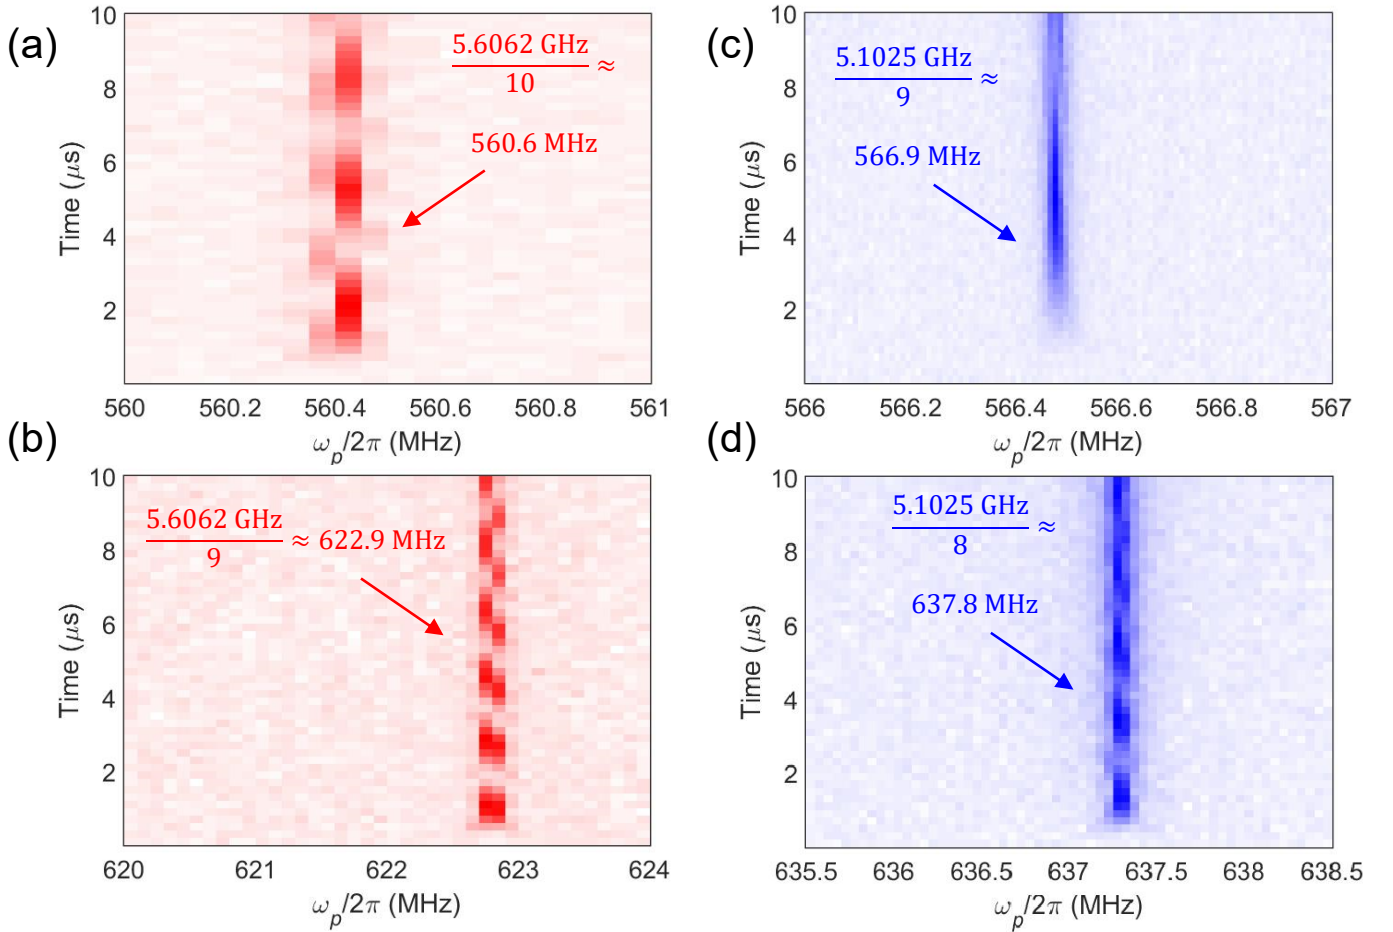 (a)
10
8
6
4
2
Time (μs)
5.6062 GHz
10
≈
560.6 MHz
560 560.2 560.4 560.6 560.8 561
ω_p/2π (MHz)
(c)
10
8
6
4
2
Time (μs)
5.1025 GHz
9
≈
566.9 MHz
566 566.2 566.4 566.6 566.8 567
ω_p/2π (MHz)
(b)
10
8
6
4
2
Time (μs)
5.6062 GHz
9
≈ 622.9 MHz
620 621 622 623 624
ω_p/2π (MHz)
(d)
10
8
6
4
2
Time (μs)
5.1025 GHz
8
≈
637.8 MHz
635.5 636 636.5 637 637.5 638 638.5
ω_p/2π (MHz)